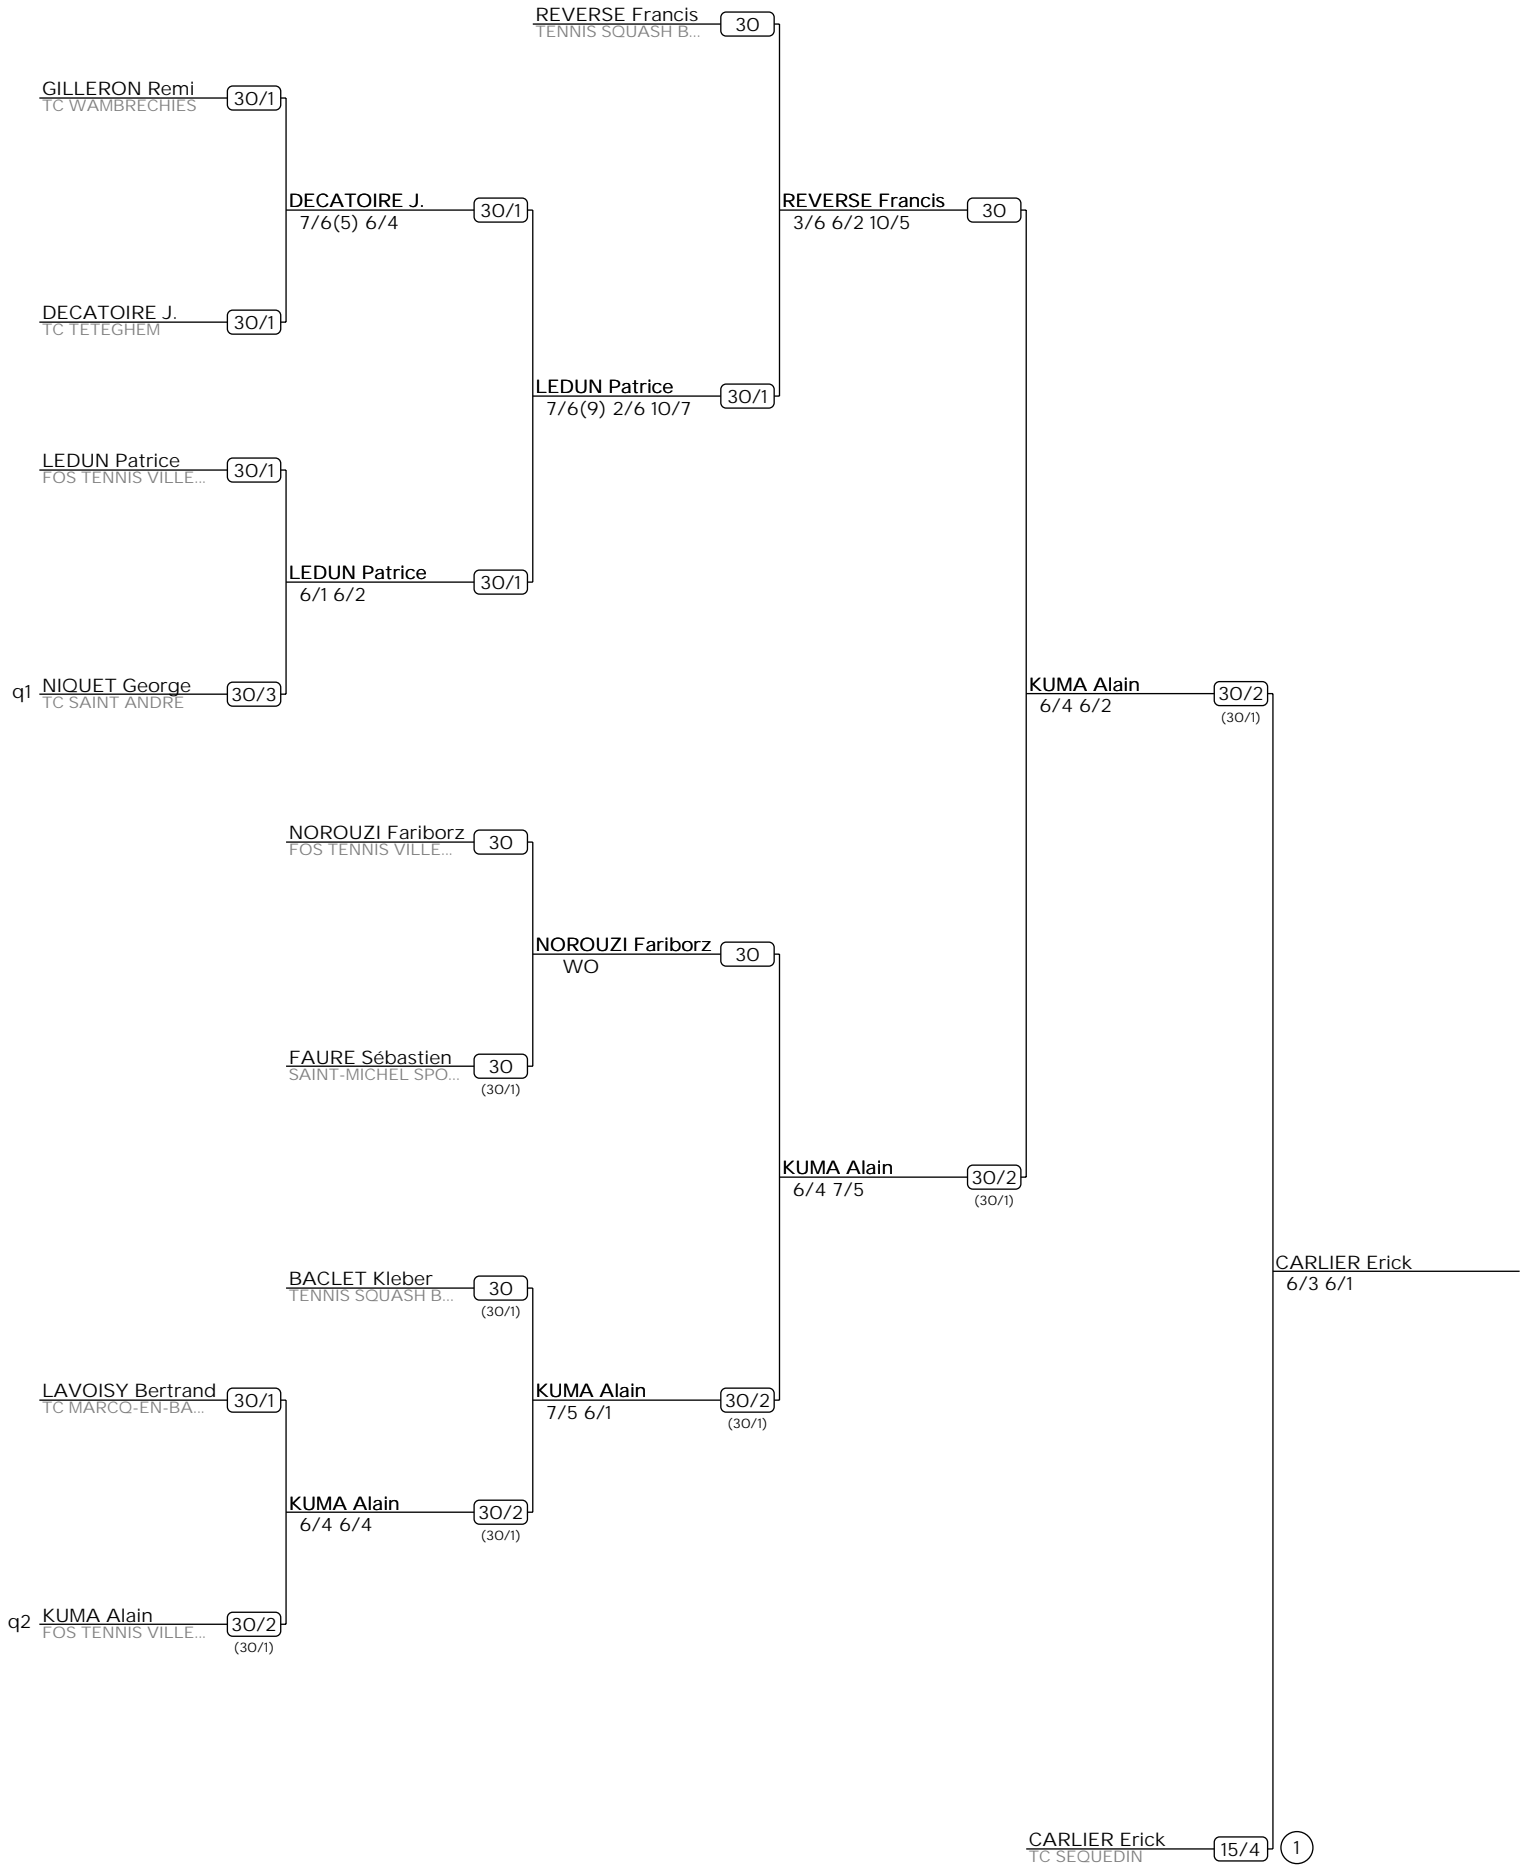 REVERSE Francis
TENNIS SQUASH B...
30
GILLERON Remi
TC WAMBRECHIES
30/1
DECATOIRE J.
7/6(5) 6/4
30/1
REVERSE Francis
3/6 6/2 10/5
30
DECATOIRE J.
TC TETEGHEM
30/1
LEDUN Patrice
7/6(9) 2/6 10/7
30/1
LEDUN Patrice
FOS TENNIS VILLE...
30/1
LEDUN Patrice
6/1 6/2
30/1
q1
NIQUET George
TC SAINT ANDRE
30/3
KUMA Alain
6/4 6/2
30/2
(30/1)
NOROUZI Fariborz
FOS TENNIS VILLE...
30
NOROUZI Fariborz
WO
30
FAURE Sébastien
SAINT-MICHEL SPO...
30
(30/1)
KUMA Alain
6/4 7/5
30/2
(30/1)
CARLIER Erick
6/3 6/1
BACLET Kleber
TENNIS SQUASH B...
30
(30/1)
LAVOISY Bertrand
TC MARCQ-EN-BA...
30/1
KUMA Alain
7/5 6/1
30/2
(30/1)
KUMA Alain
6/4 6/4
30/2
(30/1)
q2
KUMA Alain
FOS TENNIS VILLE...
30/2
(30/1)
CARLIER Erick
TC SEQUEDIN
15/4
1